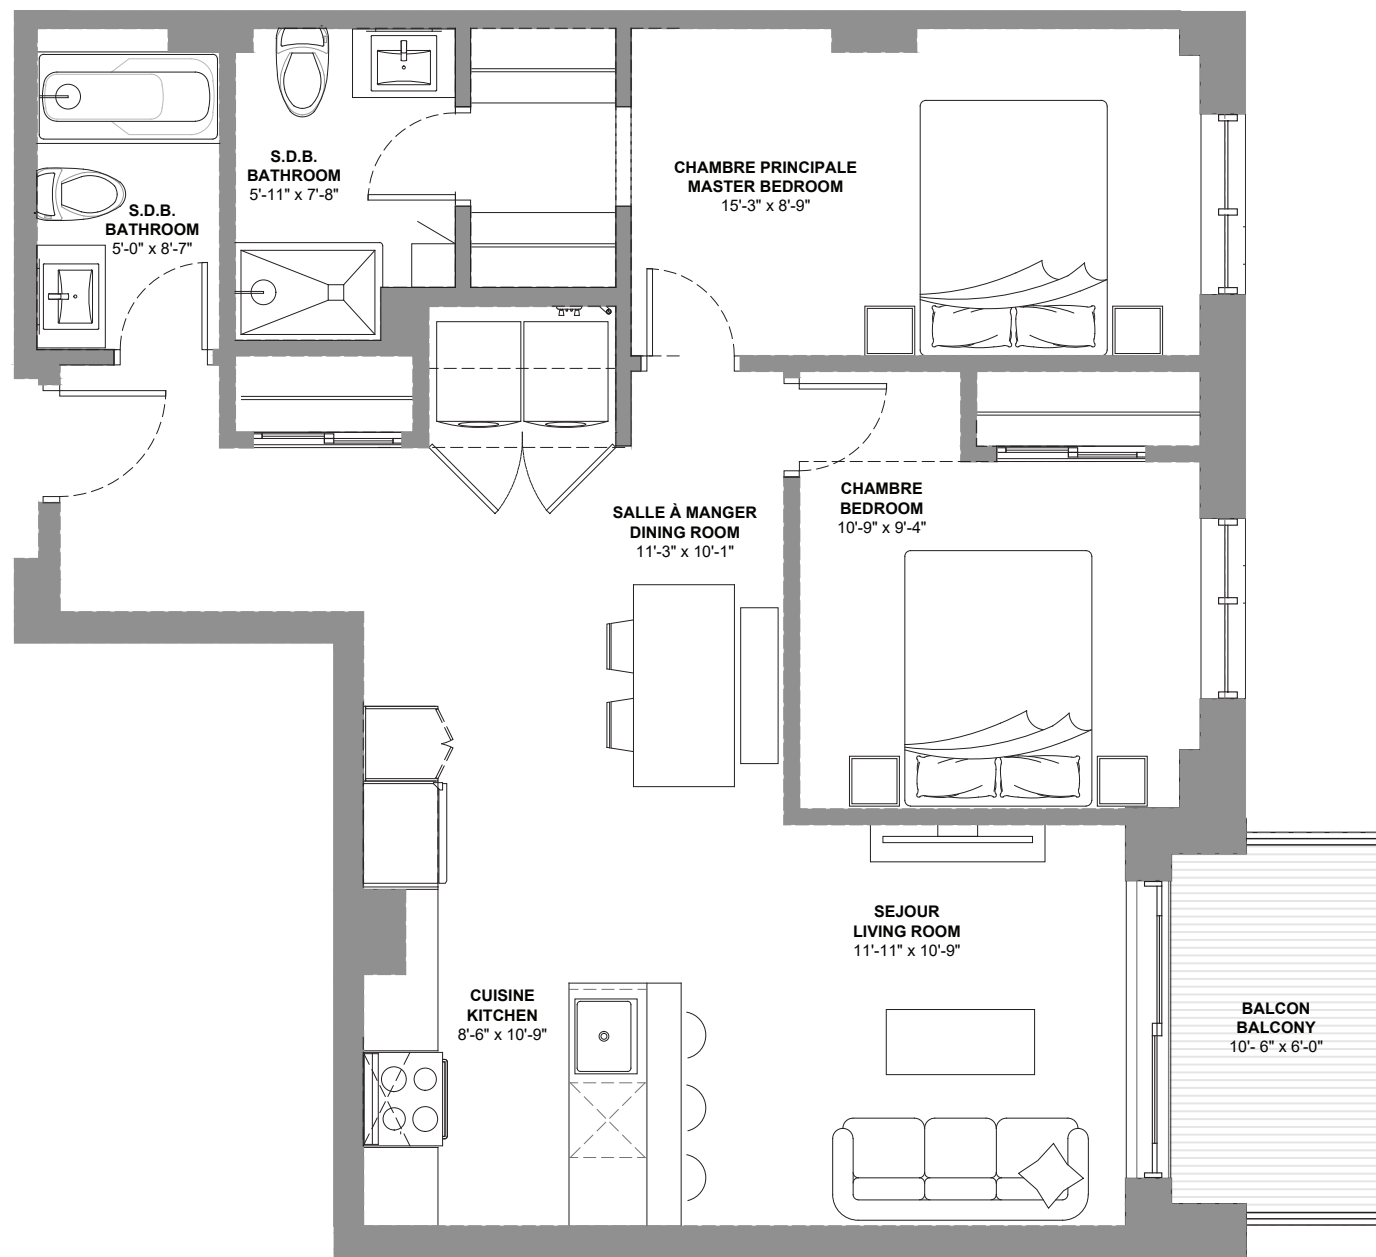 S.D.B.
BATHROOM
5'-11" x 7'-8"
CHAMBRE PRINCIPALE
MASTER BEDROOM
15'-3" x 8'-9"
S.D.B.
BATHROOM
5'-0" x 8'-7"
CHAMBRE
BEDROOM
10'-9" x 9'-4"
SALLE À MANGER
DINING ROOM
11'-3" x 10'-1"
SEJOUR
LIVING ROOM
11'-11" x 10'-9"
CUISINE
KITCHEN
8'-6" x 10'-9"
BALCON
BALCONY
10'- 6" x 6'-0"